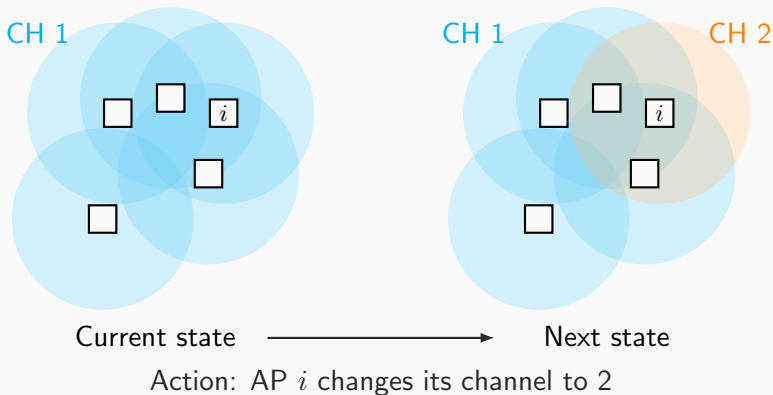 CH 1
CH 1
CH 2
i
i
Current state
Next state
Action: AP i changes its channel to 2